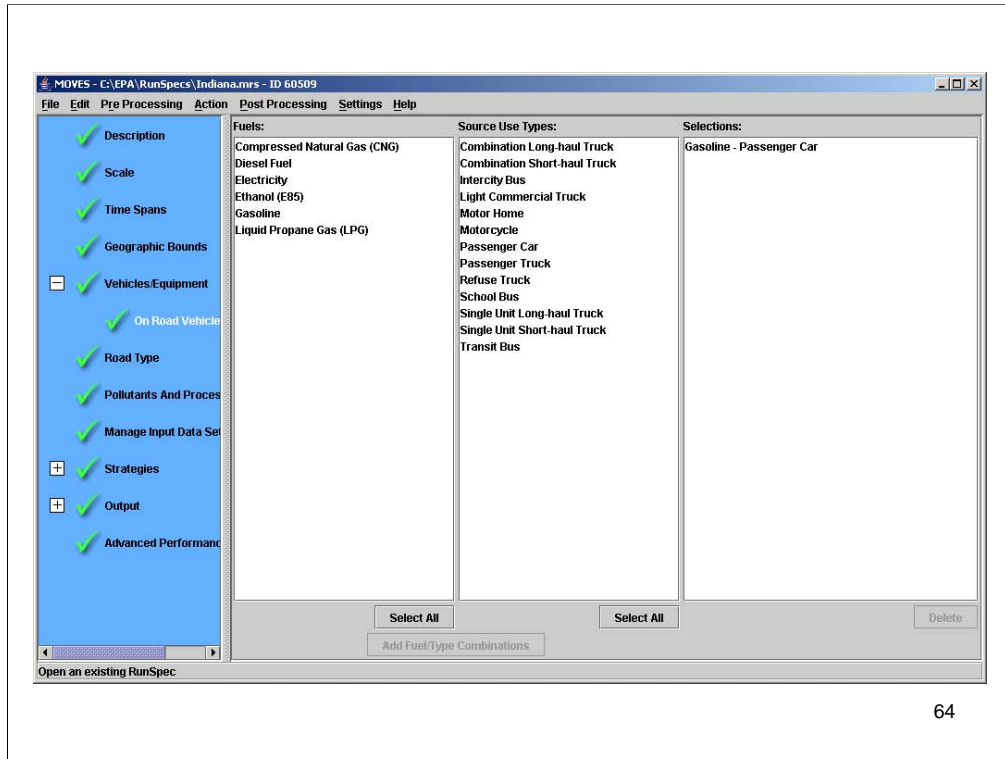 MOVES - C:\EPA\RunSpecs\Indiana.mrs - ID 60509
File Edit Pre Processing Action Post Processing Settings Help
Description
Scale
Time Spans
Geographic Bounds
Vehicles/Equipment
On Road Vehicle
Road Type
Pollutants And Proces
Manage Input Data Set
Strategies
Output
Advanced Performanc
Fuels:
Compressed Natural Gas (CNG)
Diesel Fuel
Electricity
Ethanol (E85)
Gasoline
Liquid Propane Gas (LPG)
Select All
Source Use Types:
Combination Long-haul Truck
Combination Short-haul Truck
Intercity Bus
Light Commercial Truck
Motor Home
Motorcycle
Passenger Car
Passenger Truck
Refuse Truck
School Bus
Single Unit Long-haul Truck
Single Unit Short-haul Truck
Transit Bus
Select All
Selections:
Gasoline - Passenger Car
Delete
Add Fuel/Type Combinations
Open an existing RunSpec
64